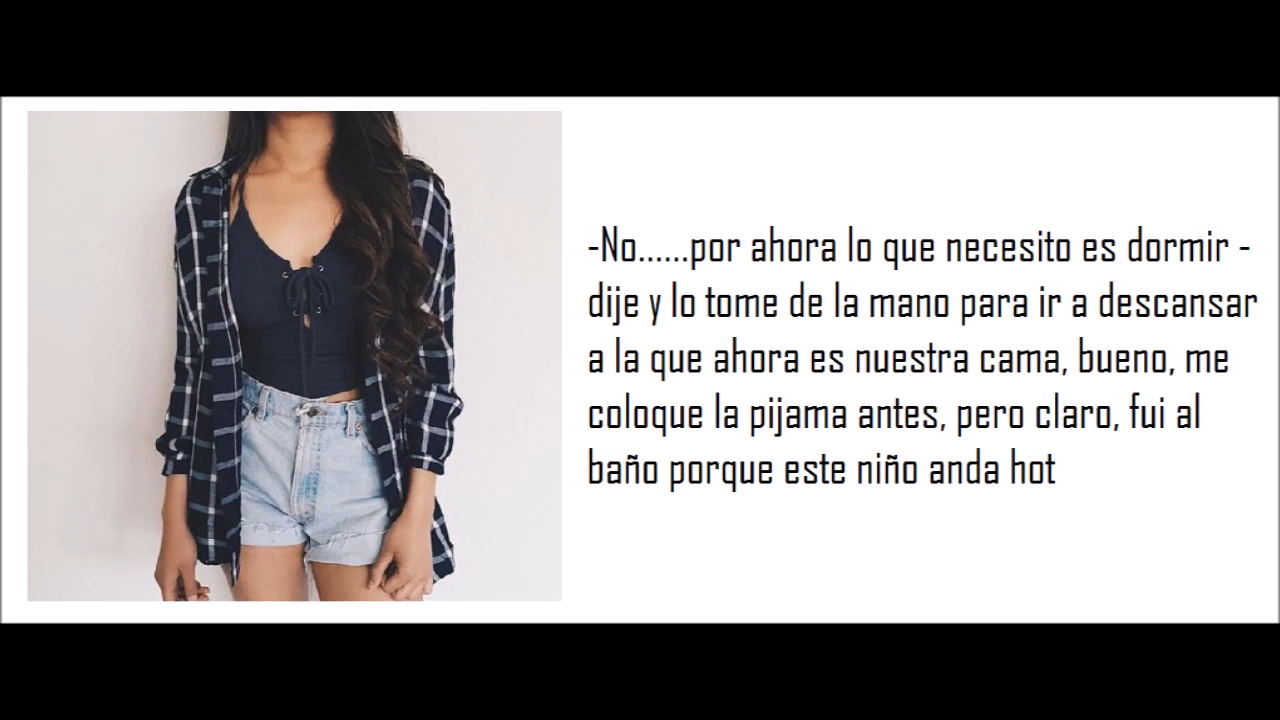 -No......por ahora lo que necesito es dormir -
dije y lo tome de la mano para ir a descansar
a la que ahora es nuestra cama, bueno, me
coloque la pijama antes, pero claro, fui al
baño porque este niño anda hot